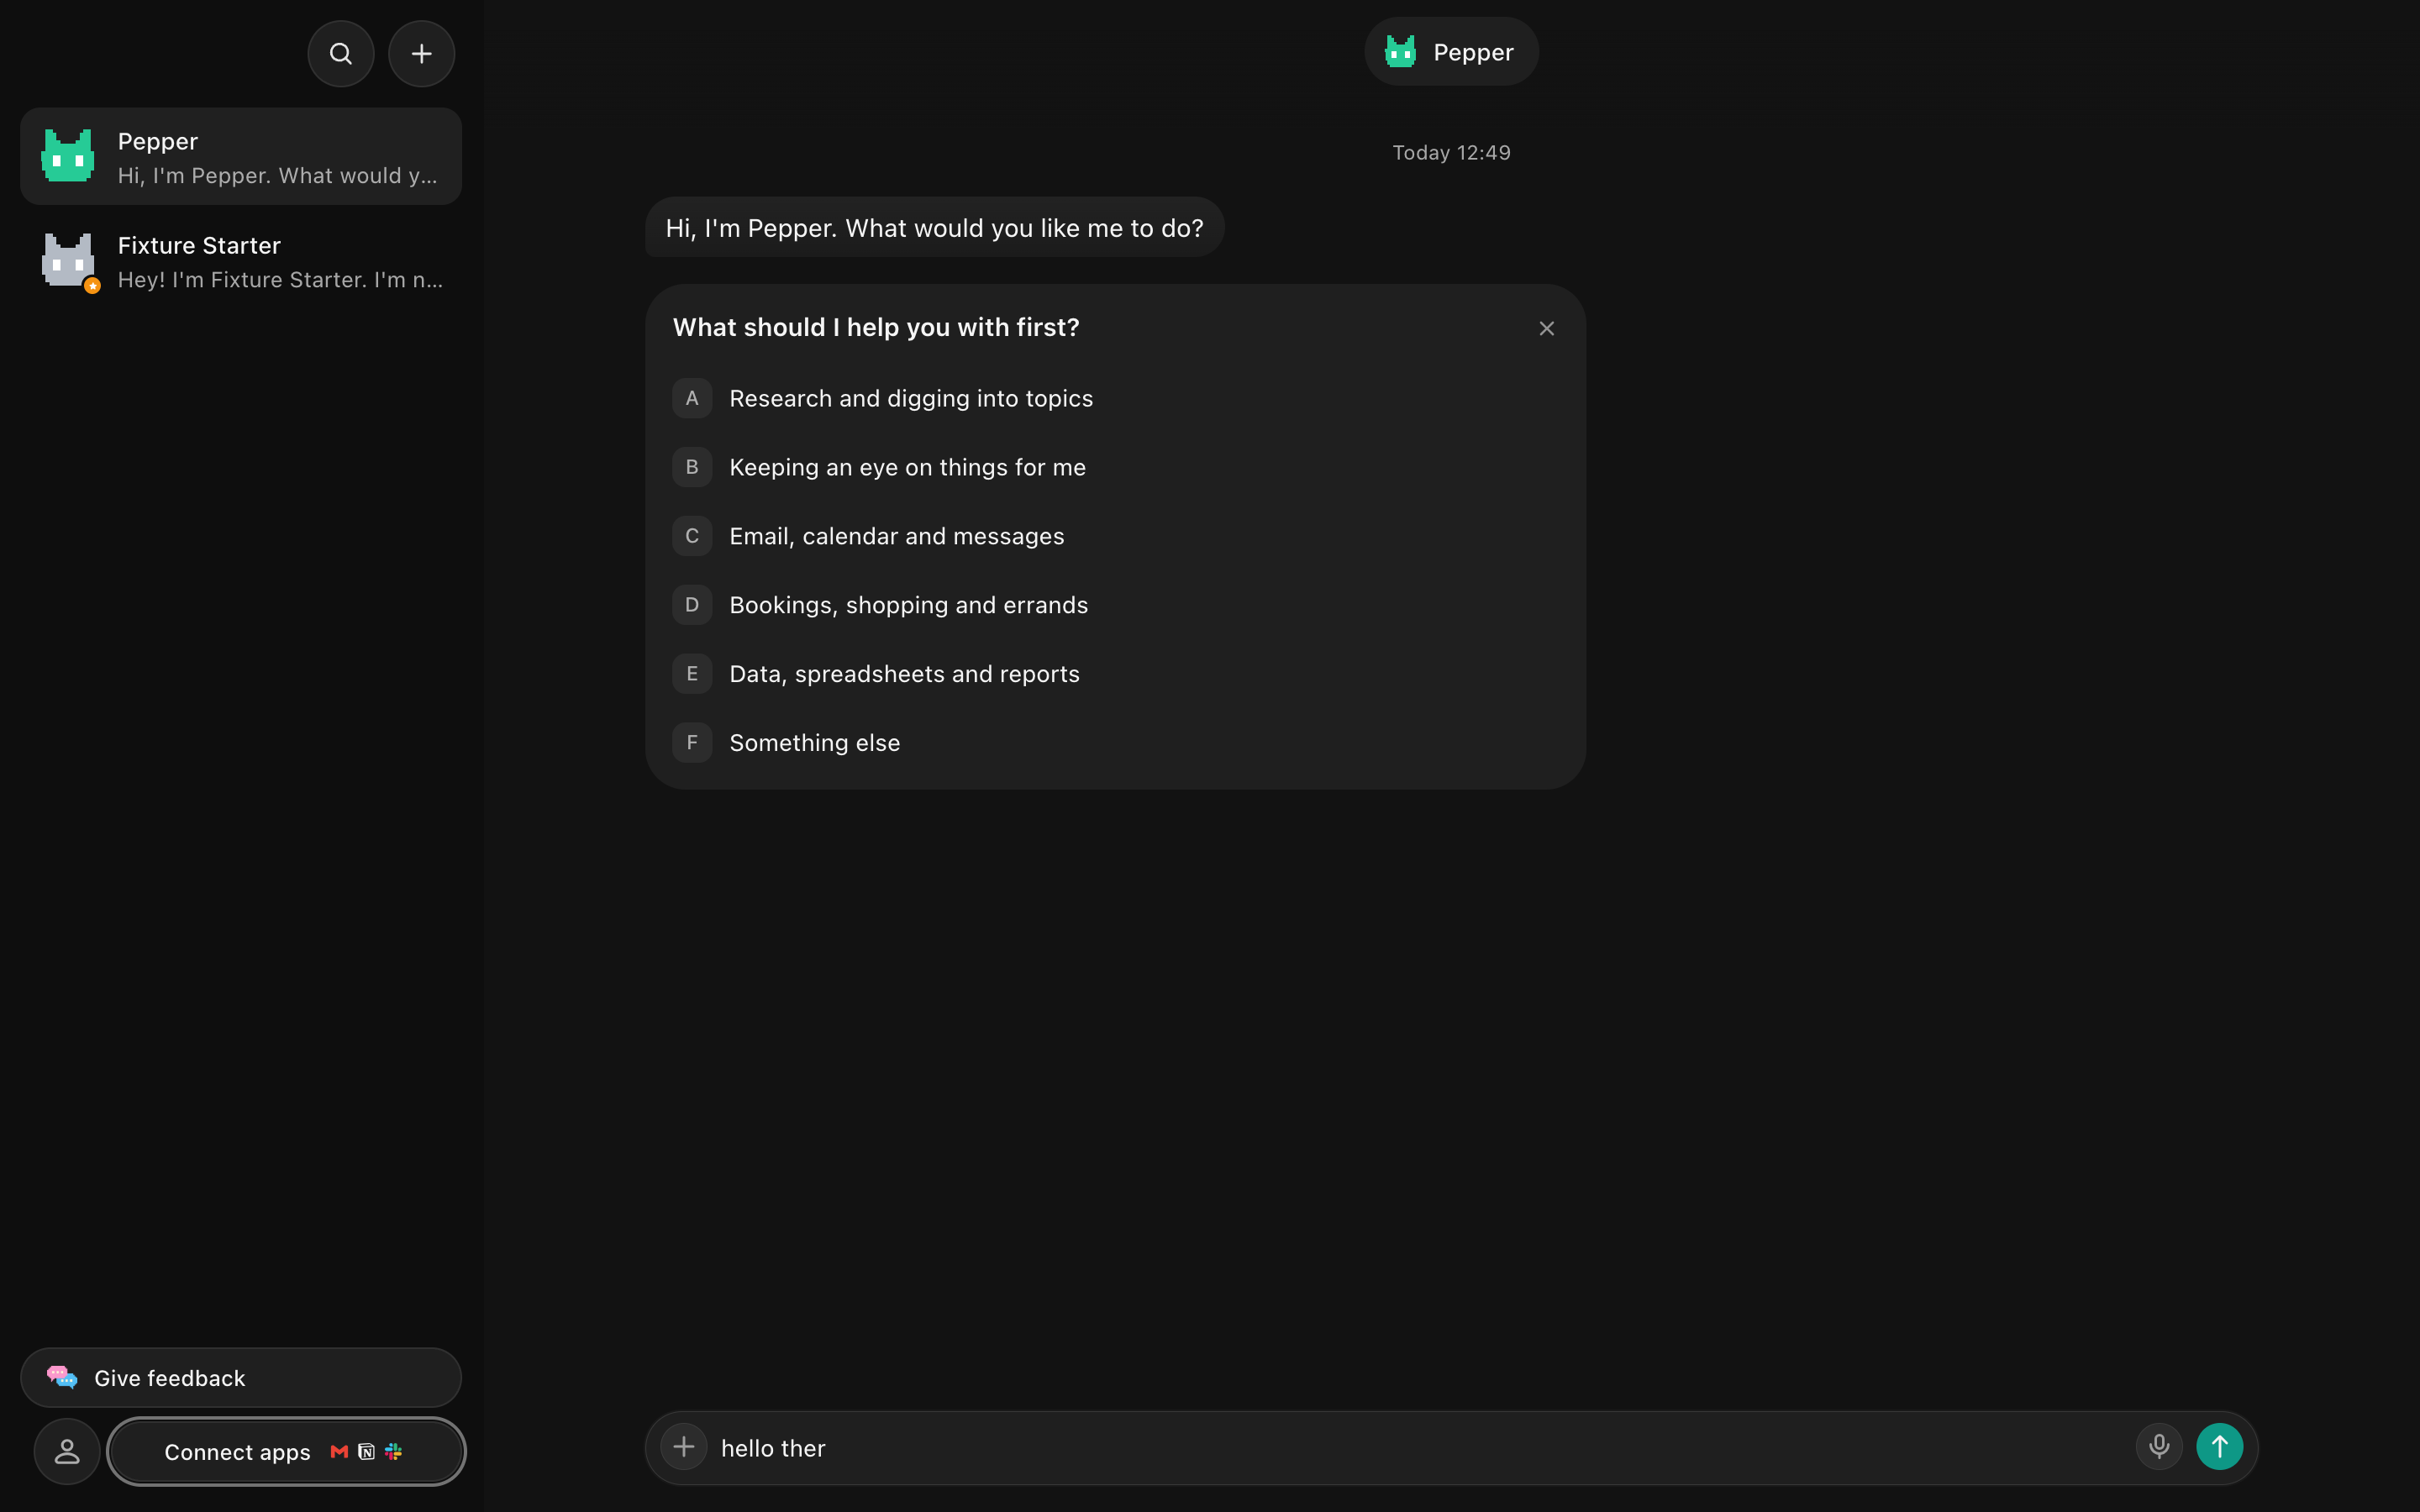 Pepper
Hi, I'm Pepper. What would y...
Fixture Starter
Hey! I'm Fixture Starter. I'm n...
Give feedback
Connect apps
Pepper
Today 12:49
Hi, I'm Pepper. What would you like me to do?
What should I help you with first?
A Research and digging into topics
B Keeping an eye on things for me
C Email, calendar and messages
D Bookings, shopping and errands
E Data, spreadsheets and reports
F Something else
hello ther